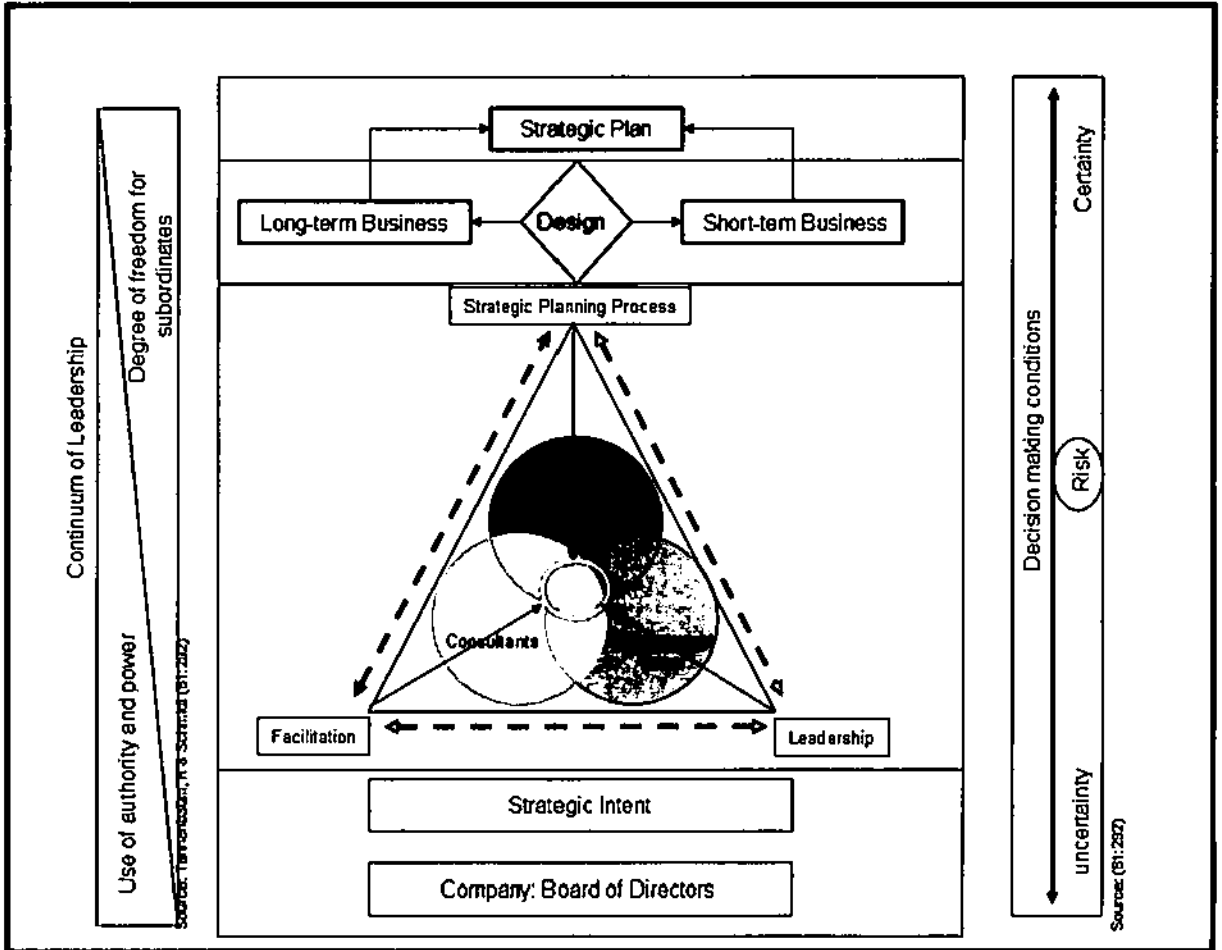 Strategic Plan
Long-term Business
Design
Short-tem Business
Strategic Planning Process
Consultants
Facilitation
Leadership
Strategic Intent
Company: Board of Directors
Continuum of Leadership
Degree of freedom for
subordinates
Use of authority and power
Decision making conditions
Certainty
Risk
uncertainty
Source: (81:292)